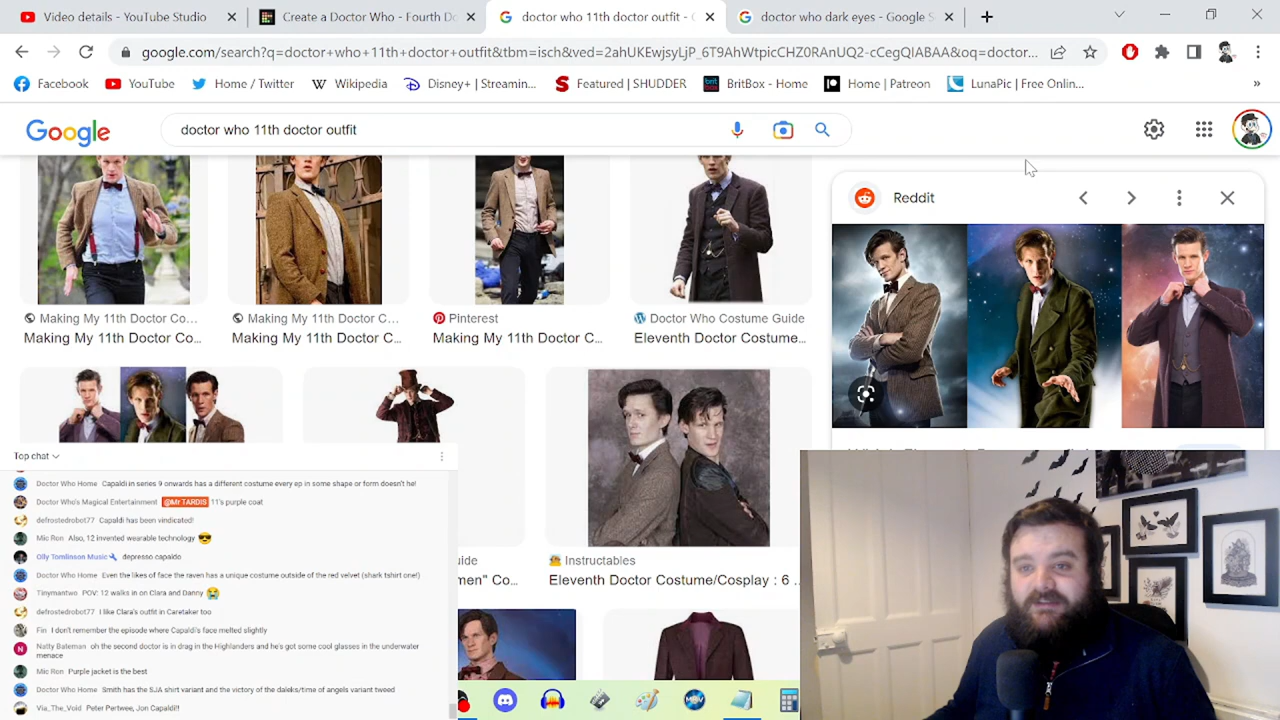 Video details - YouTube Studio
Create a Doctor Who - Fourth Do
doctor who 11th doctor outfit - G
doctor who dark eyes - Google S
google.com/search?q=doctor+who+11th+doctor+outfit&tbm=isch&ved=2ahUKEwjsyLjP_6T9AhWtpicCHZ0RAnUQ2-cCegQIABAA&oq=doctor...
Facebook
YouTube
Home / Twitter
Wikipedia
Disney+ | Streamin...
Featured | SHUDDER
BritBox - Home
Home | Patreon
LunaPic | Free Onlin...
Google
doctor who 11th doctor outfit
Reddit
Making My 11th Doctor Co...
Making My 11th Doctor C...
Pinterest
Doctor Who Costume Guide
Making My 11th Doctor Co...
Making My 11th Doctor C...
Making My 11th Doctor C...
Eleventh Doctor Costume...
Top chat
Doctor Who Home Capaldi in series 9 onwards has a different costume every ep in some shape or form doesn't he!
Doctor Who's Magical Entertainment @Mr TARDIS 11's purple coat
defrostedrobot77 Capaldi has been vindicated!
Mic Ron Also, 12 invented wearable technology 😎
Olly Tomlinson Music depresso capaldo
Doctor Who Home Even the likes of face the raven has a unique costume outside of the red velvet (shark tshirt one!)
Tinymantwo POV: 12 walks in on Clara and Danny 😭
defrostedrobot77 I like Clara's outfit in Caretaker too
Fin I don't remember the episode where Capaldi's face melted slightly
Natty Bateman oh the second doctor is in drag in the Highlanders and he's got some cool glasses in the underwater
menace
Mic Ron Purple jacket is the best
Doctor Who Home Smith has the SJA shirt variant and the victory of the daleks/time of angels variant tweed
Via_The_Void Peter Pertwee, Jon Capaldi!!
uide
Instructables
men" Co...
Eleventh Doctor Costume/Cosplay : 6 ...